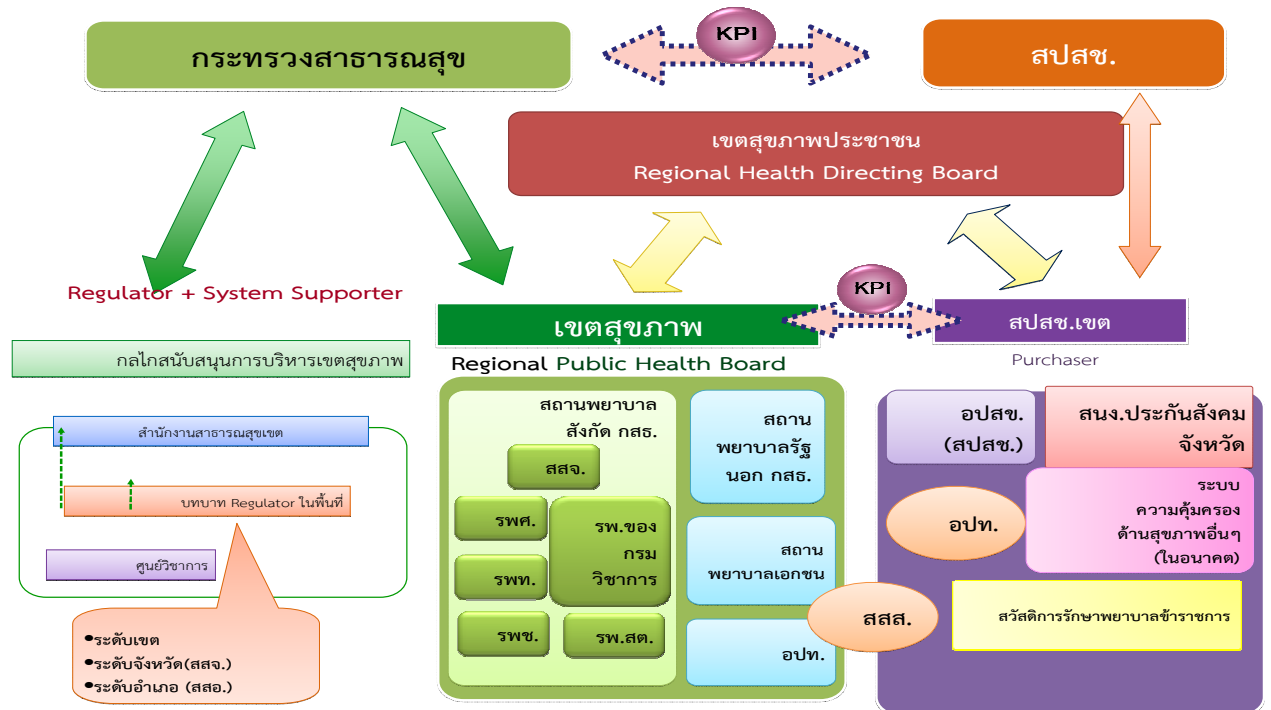 กระทรวงสาธารณสุข
KPI
สปสช.
เขตสุขภาพประชาชน
Regional Health Directing Board
Regulator + System Supporter
KPI
เขตสุขภาพ
สปสช.เขต
Regional Public Health Board
Purchaser
กลไกสนับสนุนการบริหารเขตสุขภาพ
สำนักงานสาธารณสุขเขต
บทบาท Regulator ในพื้นที่
ศูนย์วิชาการ
•ระดับเขต
•ระดับจังหวัด(สสจ.)
•ระดับอำเภอ (สสอ.)
สถานพยาบาล
สังกัด กสธ.
สสจ.
รพศ.
รพท.
รพช.
รพ.ของ
กรม
วิชาการ
รพ.สต.
สถาน
พยาบาลรัฐ
นอก กสธ.
สถาน
พยาบาลเอกชน
อปท.
สสส.
อปสข.
(สปสช.)
สนง.ประกันสังคม
จังหวัด
อปท.
ระบบ
ความคุ้มครอง
ด้านสุขภาพอื่นๆ
(ในอนาคต)
สวัสดิการรักษาพยาบาลข้าราชการ